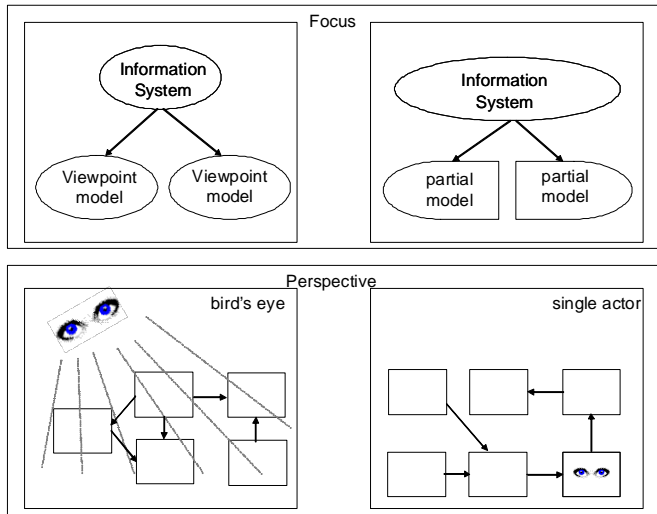 Focus
Information
System
Viewpoint
model
Viewpoint
model
Information
System
partial
model
partial
model
Perspective
bird's eye
single actor